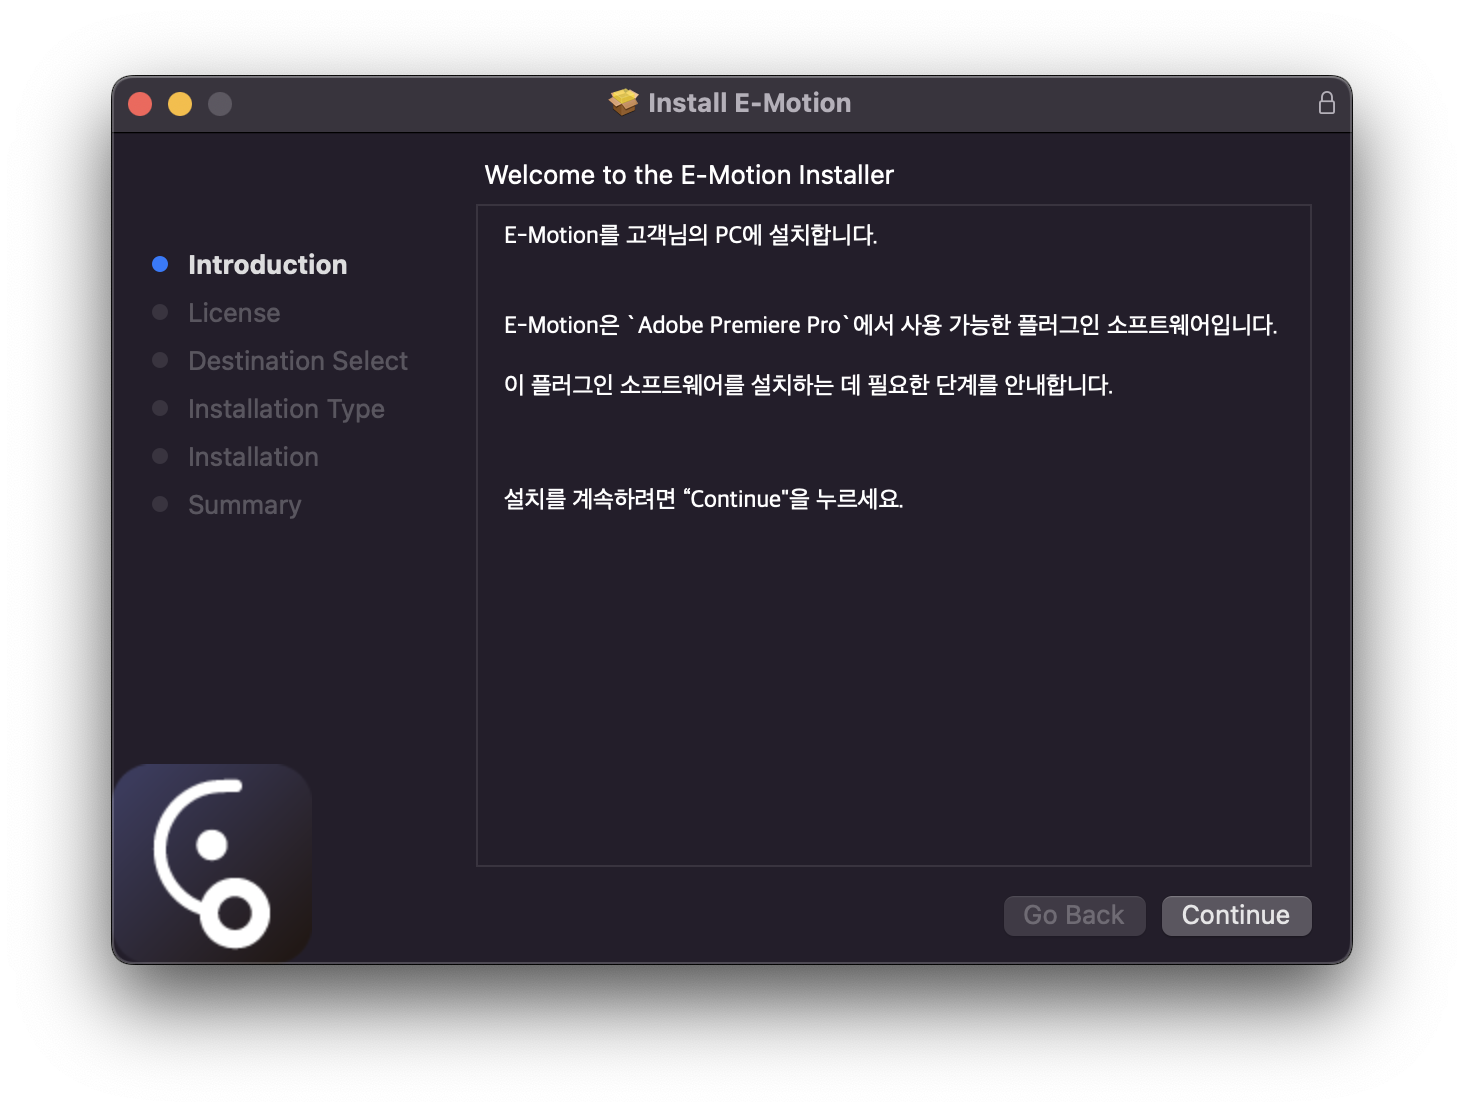 Install E-Motion
Welcome to the E-Motion Installer
Introduction
License
Destination Select
Installation Type
Installation
Summary
E-Motion를 고객님의 PC에 설치합니다.
E-Motion은 `Adobe Premiere Pro`에서 사용 가능한 플러그인 소프트웨어입니다.
이 플러그인 소프트웨어를 설치하는 데 필요한 단계를 안내합니다.
설치를 계속하려면 “Continue"을 누르세요.
Go Back
Continue